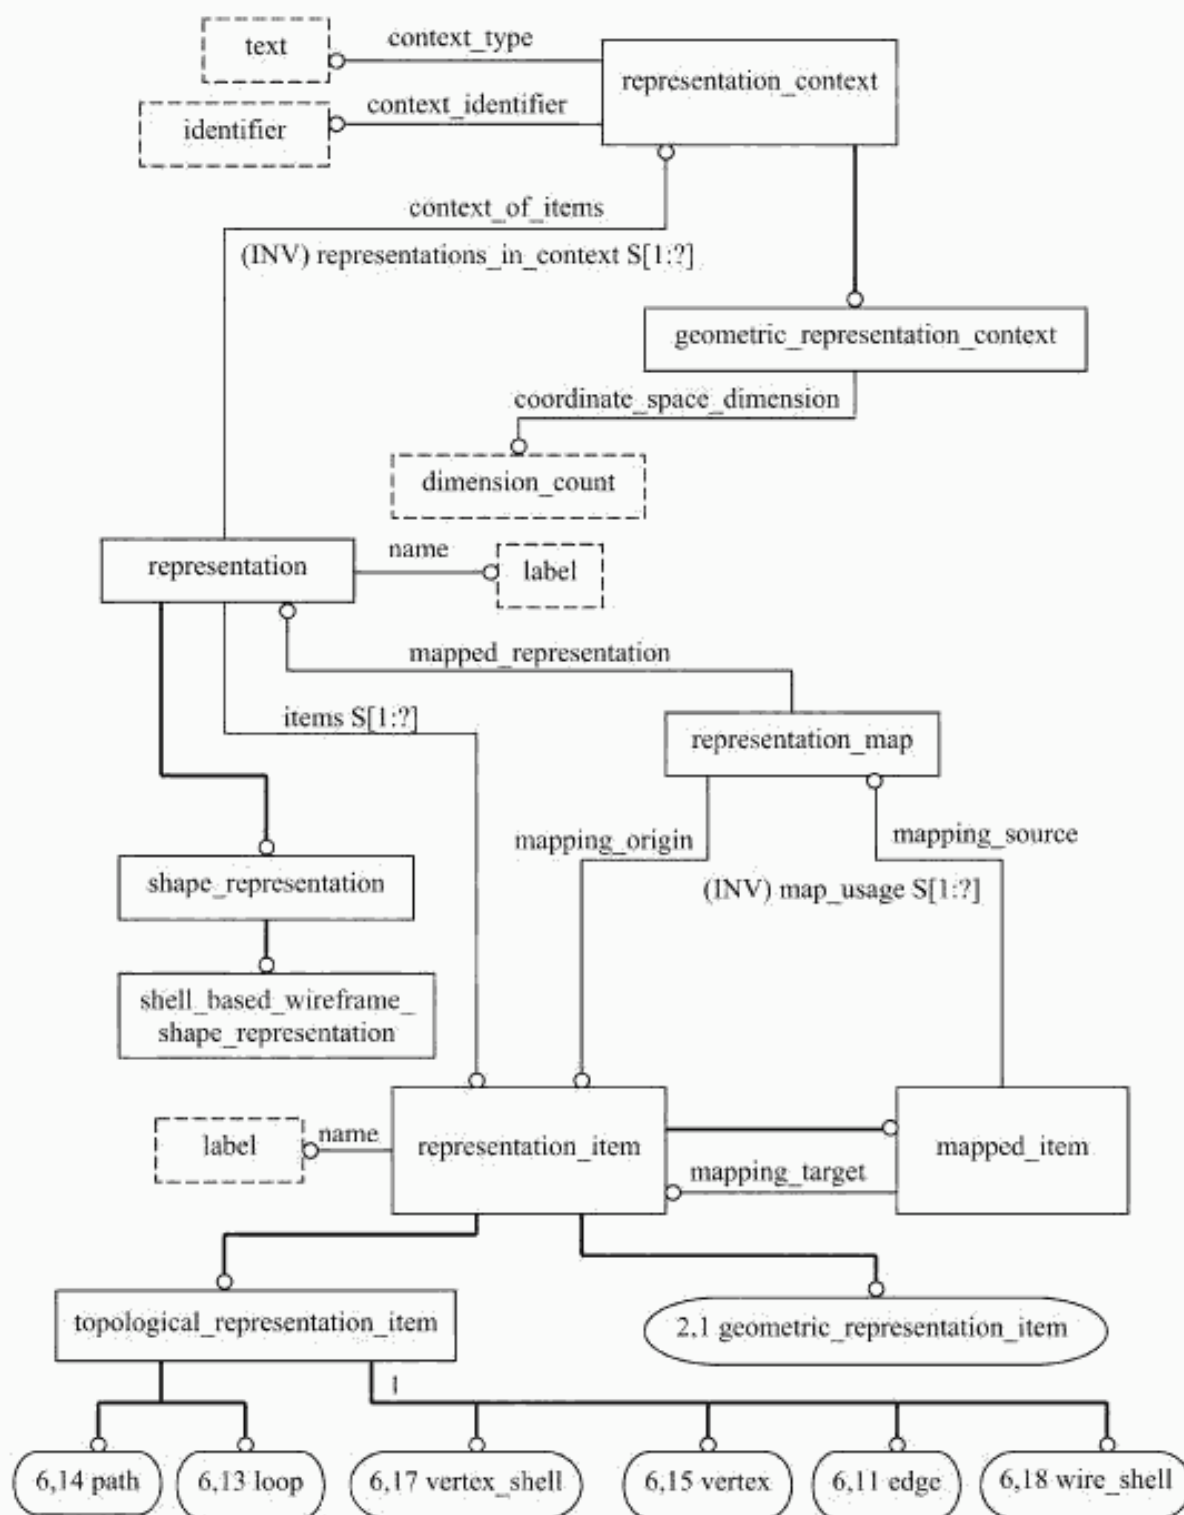 text
context_type
representation_context
identifier
context_identifier
context_of_items
(INV) representations_in_context S[1:?]
geometric_representation_context
coordinate_space_dimension
dimension_count
representation
name
label
mapped_representation
items S[1:?]
representation_map
mapping_origin
mapping_source
shape_representation
(INV) map_usage S[1:?]
shell_based_wireframe_
shape_representation
label
name
representation_item
mapped_item
mapping_target
topological_representation_item
2,1 geometric_representation_item
1
6,14 path
6,13 loop
6,17 vertex_shell
6,15 vertex
6,11 edge
6,18 wire_shell